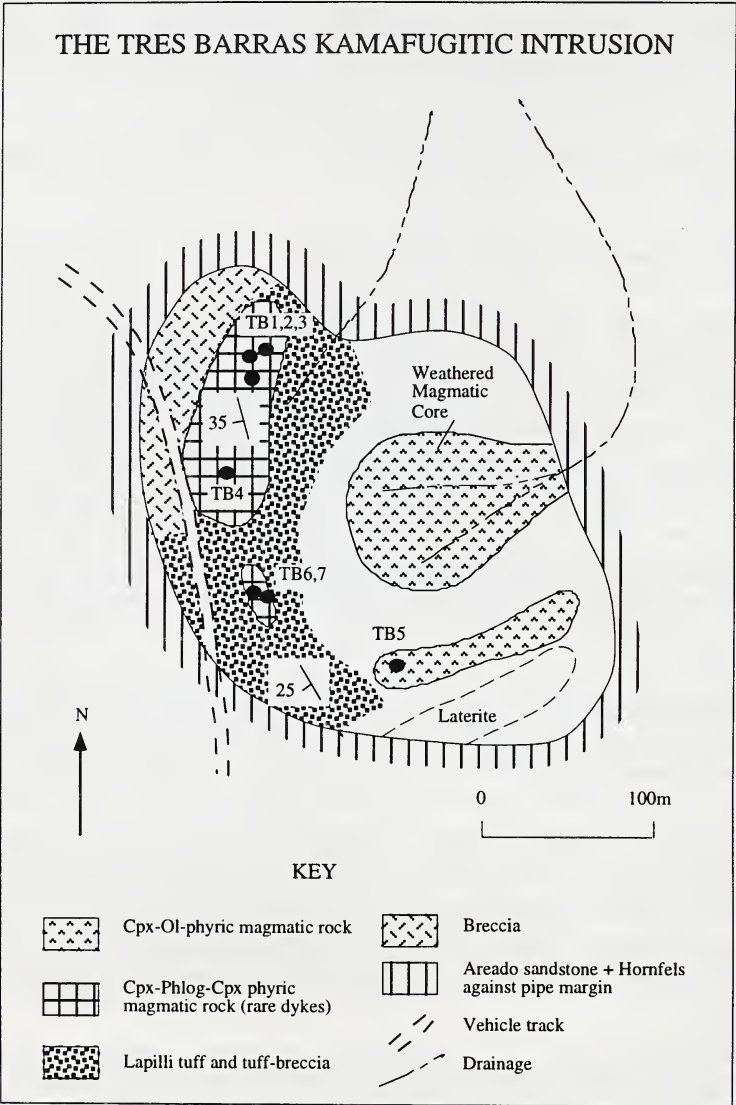 THE TRES BARRAS KAMAFUGITIC INTRUSION
TB1,2,3
Weathered
Magmatic
Core
35
TB4
TB6,7
TB5
25
Laterite
N
0
100m
KEY
Cpx-Ol-phyric magmatic rock
Cpx-Phlog-Cpx phyric
magmatic rock (rare dykes)
Lapilli tuff and tuff-breccia
Breccia
Areado sandstone + Hornfels
against pipe margin
Vehicle track
Drainage